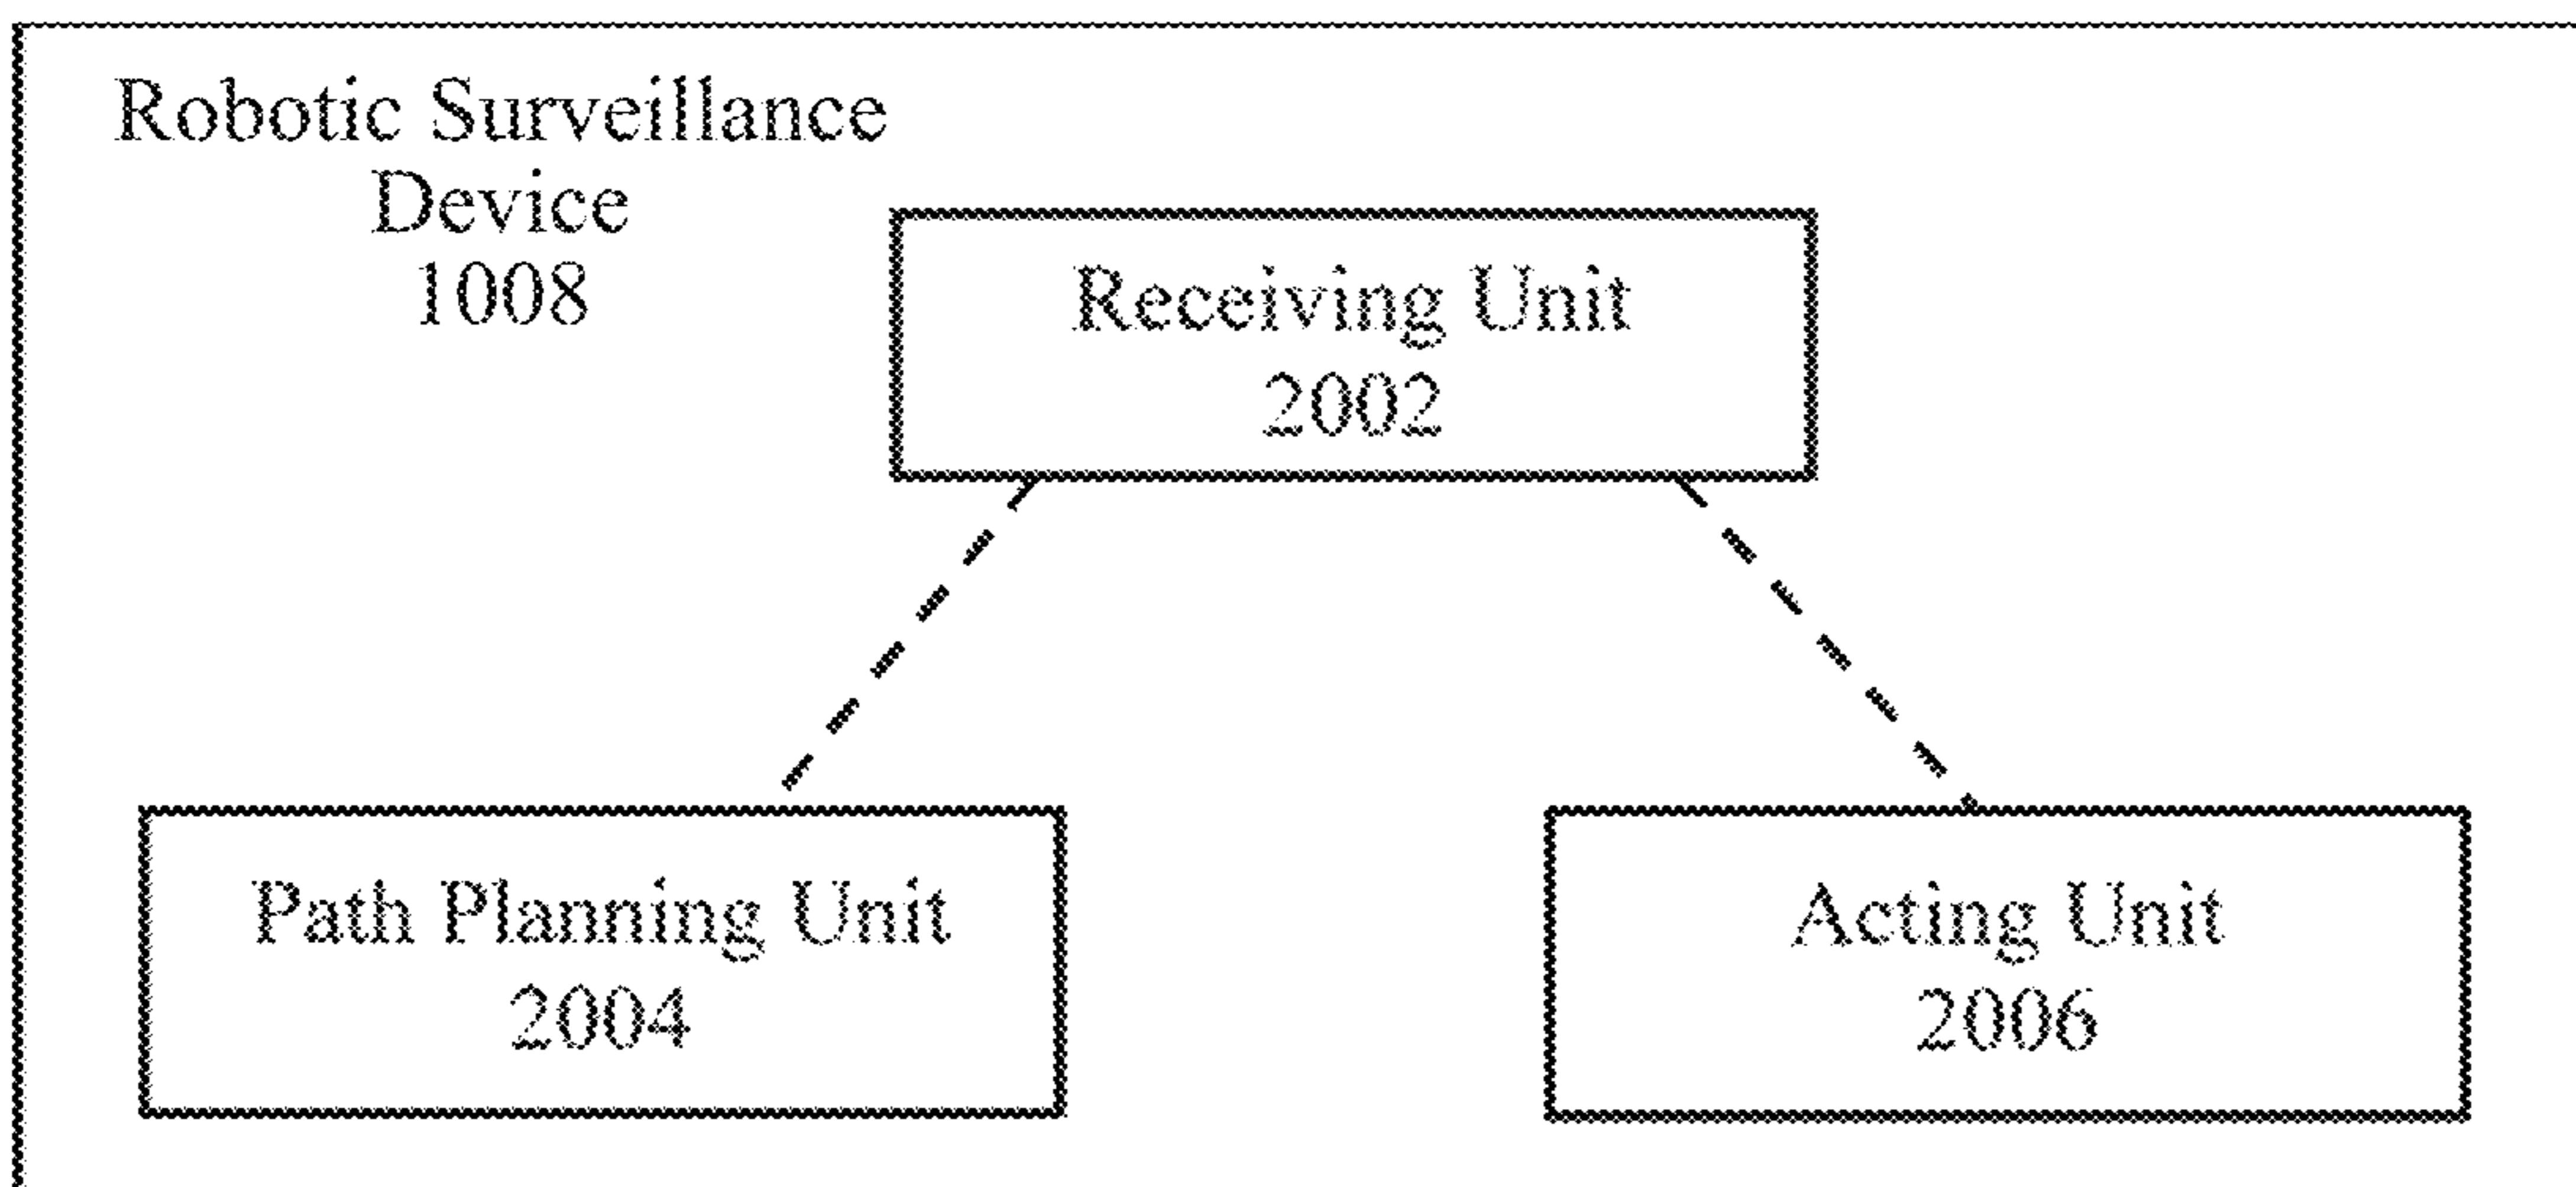 Robotic Surveillance
Device
1008
Receiving Unit
2002
Path Planning Unit
2004
Acting Unit
2006